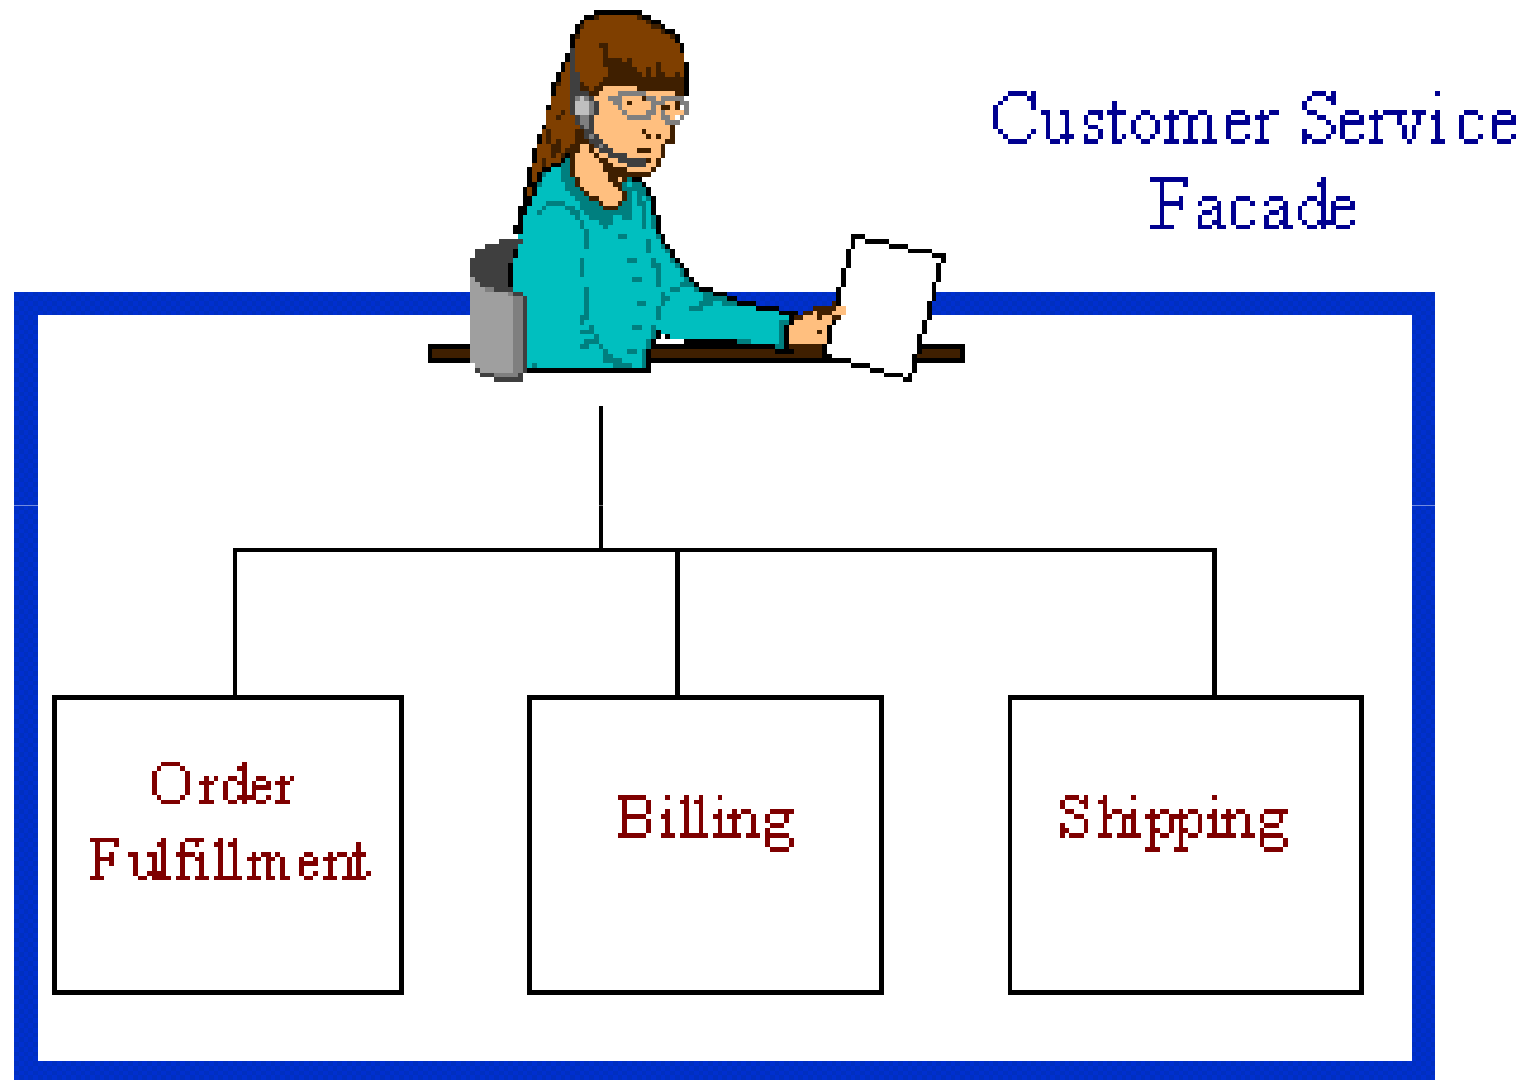 Customer Service
Facade
Order
Fulfillment
Billing
Shipping